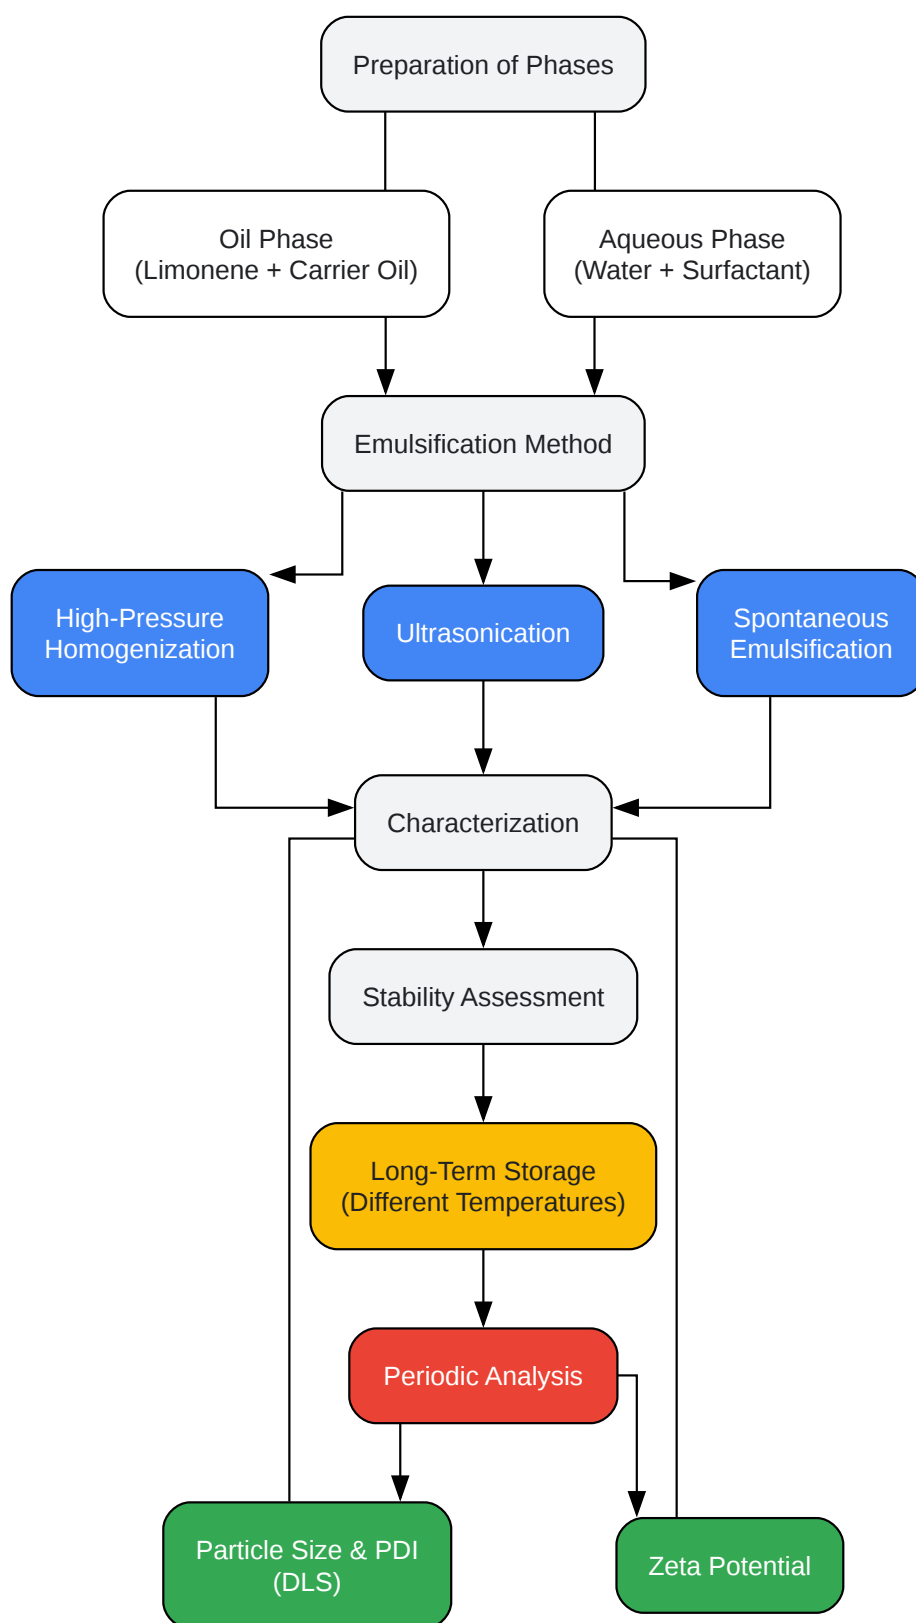 Preparation of Phases
Oil Phase
(Limonene + Carrier Oil)
Aqueous Phase
(Water + Surfactant)
Emulsification Method
High-Pressure
Homogenization
Ultrasonication
Spontaneous
Emulsification
Characterization
Stability Assessment
Long-Term Storage
(Different Temperatures)
Periodic Analysis
Particle Size & PDI
(DLS)
Zeta Potential